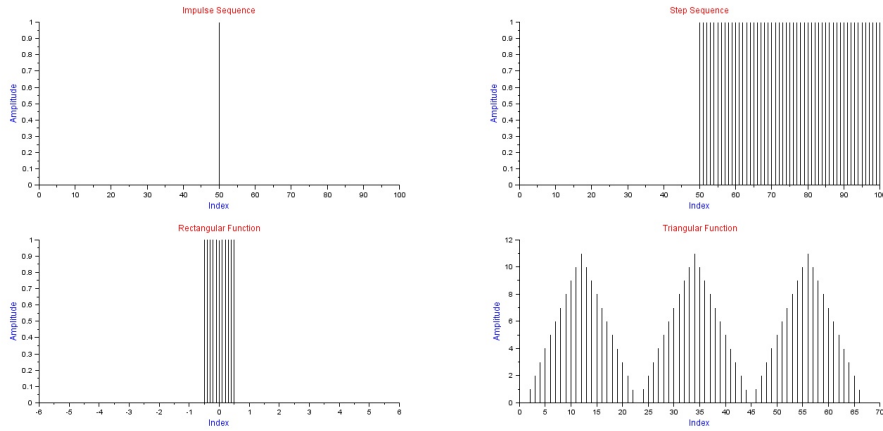 Impulse Sequence
1
0.9
0.8
0.7
0.6
0.5
0.4
0.3
0.2
0.1
0
Amplitude
0 10 20 30 40 50 60 70 80 90 100
Index
Step Sequence
1
0.9
0.8
0.7
0.6
0.5
0.4
0.3
0.2
0.1
0
Amplitude
0 10 20 30 40 50 60 70 80 90 100
Index
Rectangular Function
1
0.9
0.8
0.7
0.6
0.5
0.4
0.3
0.2
0.1
0
Amplitude
-6 -5 -4 -3 -2 -1 0 1 2 3 4 5 6
Index
Triangular Function
12
10
8
6
4
2
0
Amplitude
0 5 10 15 20 25 30 35 40 45 50 55 60 65 70
Index